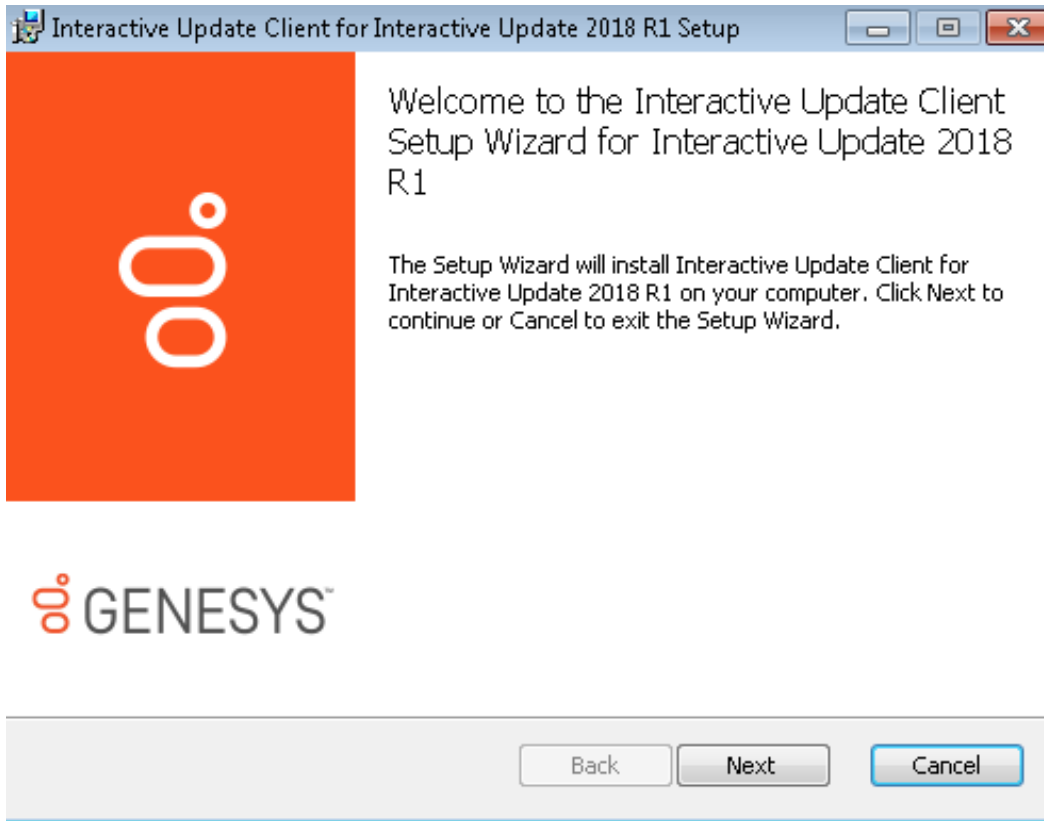 Interactive Update Client for Interactive Update 2018 R1 Setup
Welcome to the Interactive Update Client
Setup Wizard for Interactive Update 2018
R1
The Setup Wizard will install Interactive Update Client for
Interactive Update 2018 R1 on your computer. Click Next to
continue or Cancel to exit the Setup Wizard.
GENESYS™
Back Next Cancel